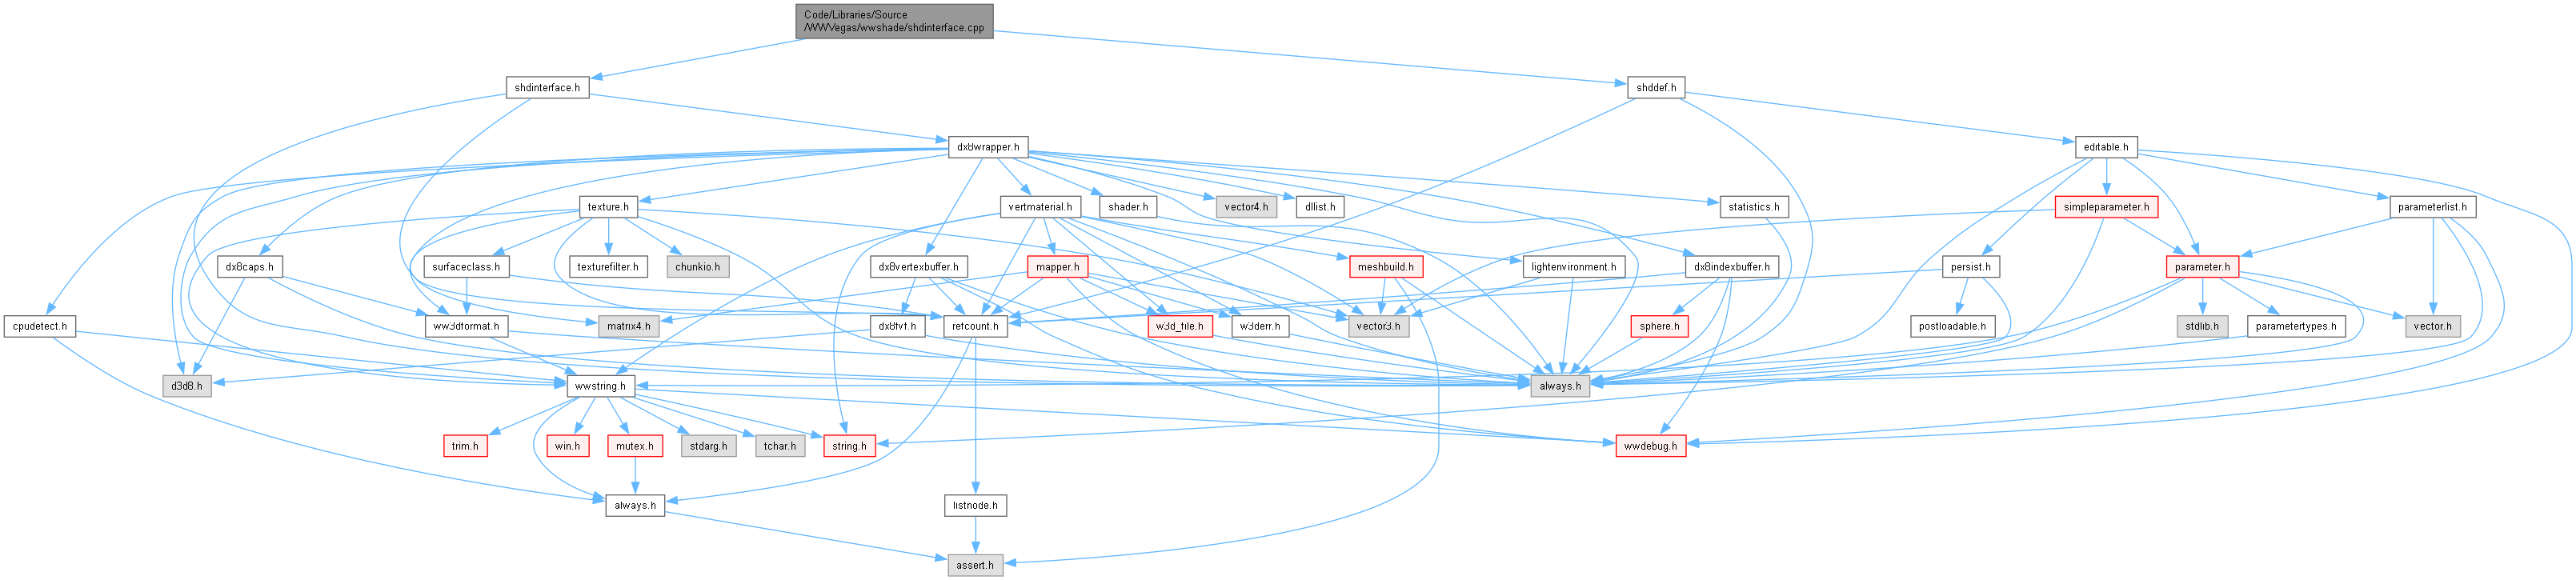 Code/Libraries/Source
/WWVegas/wwshade/shdinterface.cpp
shdinterface.h
shddef.h
dx8wrapper.h
editable.h
texture.h
vertmaterial.h
shader.h
vector4.h
dllist.h
statistics.h
simpleparameter.h
parameterlist.h
dx8caps.h
surfaceclass.h
texturefilter.h
chunkio.h
dx8vertexbuffer.h
mapper.h
meshbuild.h
lightenvironment.h
dx8indexbuffer.h
persist.h
parameter.h
cpudetect.h
ww3dformat.h
matrix4.h
dx8fvf.h
refcount.h
w3d_file.h
w3derr.h
vector3.h
sphere.h
postloadable.h
stdlib.h
parametertypes.h
vector.h
d3d8.h
wwstring.h
always.h
trim.h
win.h
mutex.h
stdarg.h
tchar.h
string.h
wwdebug.h
always.h
listnode.h
assert.h